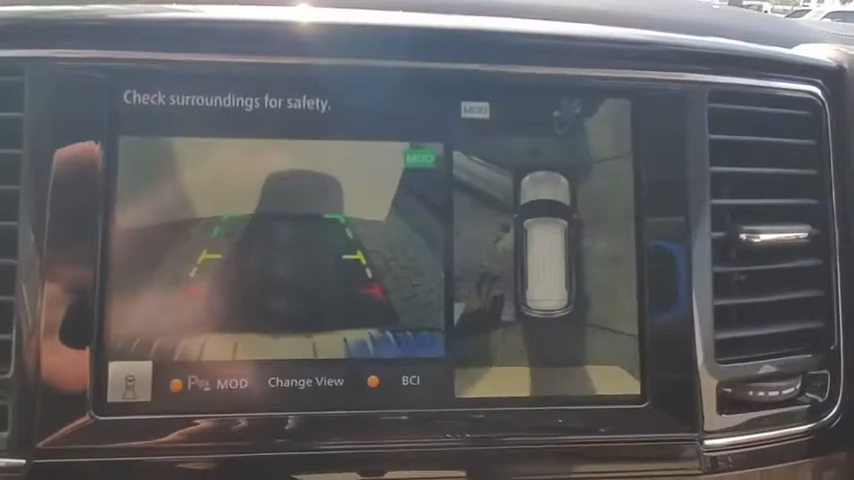 Check surroundings for safety.
MOD
MOD
MOD
Change View
BCI